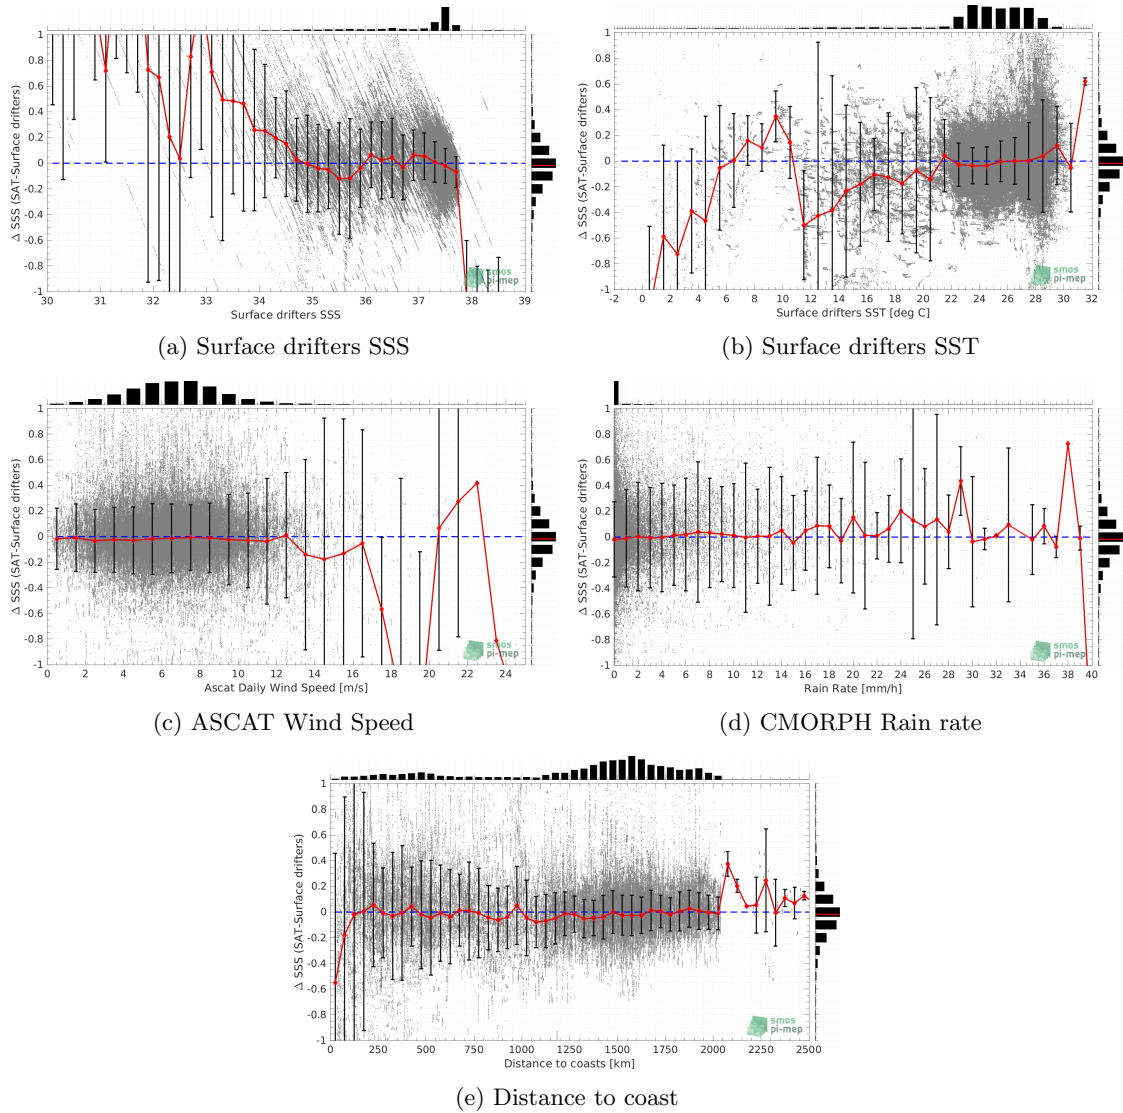 1
0.8
0.6
0.4
0.2
0
-0.2
-0.4
-0.6
-0.8
-1
Δ SSS (SAT-Surface drifters)
smos
pi-mep
30 31 32 33 34 35 36 37 38 39
Surface drifters SSS
(a) Surface drifters SSS
1
0.8
0.6
0.4
0.2
0
-0.2
-0.4
-0.6
-0.8
-1
Δ SSS (SAT-Surface drifters)
smos
pi-mep
-2 0 2 4 6 8 10 12 14 16 18 20 22 24 26 28 30 32
Surface drifters SST [deg C]
(b) Surface drifters SST
1
0.8
0.6
0.4
0.2
0
-0.2
-0.4
-0.6
-0.8
-1
Δ SSS (SAT-Surface drifters)
smos
pi-mep
0 2 4 6 8 10 12 14 16 18 20 22 24
Ascat Daily Wind Speed [m/s]
(c) ASCAT Wind Speed
1
0.8
0.6
0.4
0.2
0
-0.2
-0.4
-0.6
-0.8
-1
Δ SSS (SAT-Surface drifters)
smos
pi-mep
0 2 4 6 8 10 12 14 16 18 20 22 24 26 28 30 32 34 36 38 40
Rain Rate [mm/h]
(d) CMORPH Rain rate
1
0.8
0.6
0.4
0.2
0
-0.2
-0.4
-0.6
-0.8
-1
Δ SSS (SAT-Surface drifters)
smos
pi-mep
0 250 500 750 1000 1250 1500 1750 2000 2250 2500
Distance to coasts [km]
(e) Distance to coast